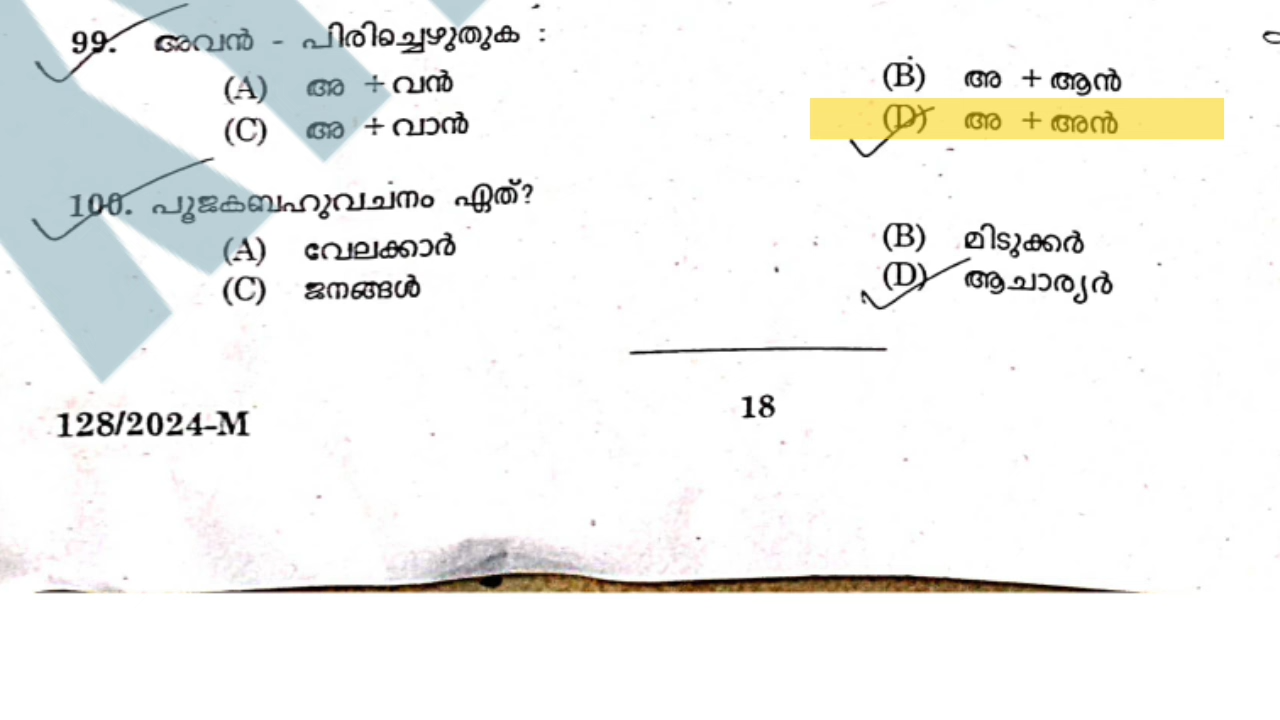 99. അവൻ - പിരിച്ചെഴുതുക :
(A) അ + വൻ
(B) അ + ആൻ
(C) അ + വാൻ
(D) അ + അൻ
100. പൂജകബഹുവചനം ഏത്?
(A) വേലക്കാർ
(B) മിടുക്കർ
(C) ജനങ്ങൾ
(D) ആചാര്യർ
18
128/2024-M